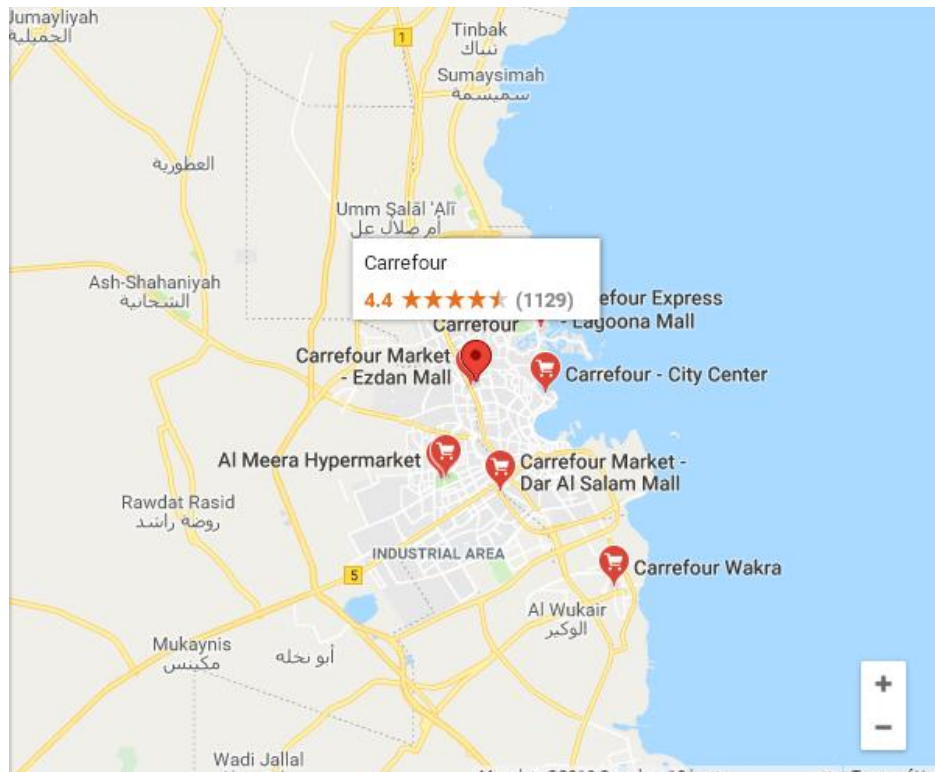 Jumayliyah
الجميلية
1
Tinbak
تنباك
Sumaysimah
سميسمة
العطورية
Umm Şalāl 'Alī
أم صلال عل
Ash-Shahaniyah
الشحانية
Carrefour
4.4 ★★★★ (1129)
efour Express
- Lagoona Mall
Carrefour
Carrefour Market
- Ezdan Mall
Carrefour - City Center
Al Meera Hypermarket
Carrefour Market -
Dar Al Salam Mall
Rawdat Rasid
روضة راشد
INDUSTRIAL AREA
5
Carrefour Wakra
Al Wukair
الوكير
Mukaynis
مكينس
أبو نخله
+
−
Wadi Jallal